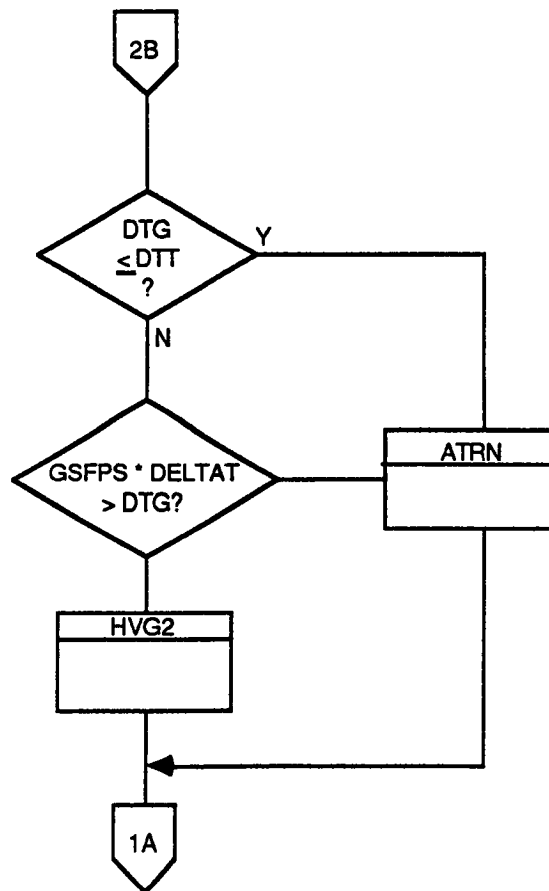 2B
DTG
≤ DTT
?
Y
N
GSFPS * DELTAT
> DTG?
ATRN
HVG2
1A